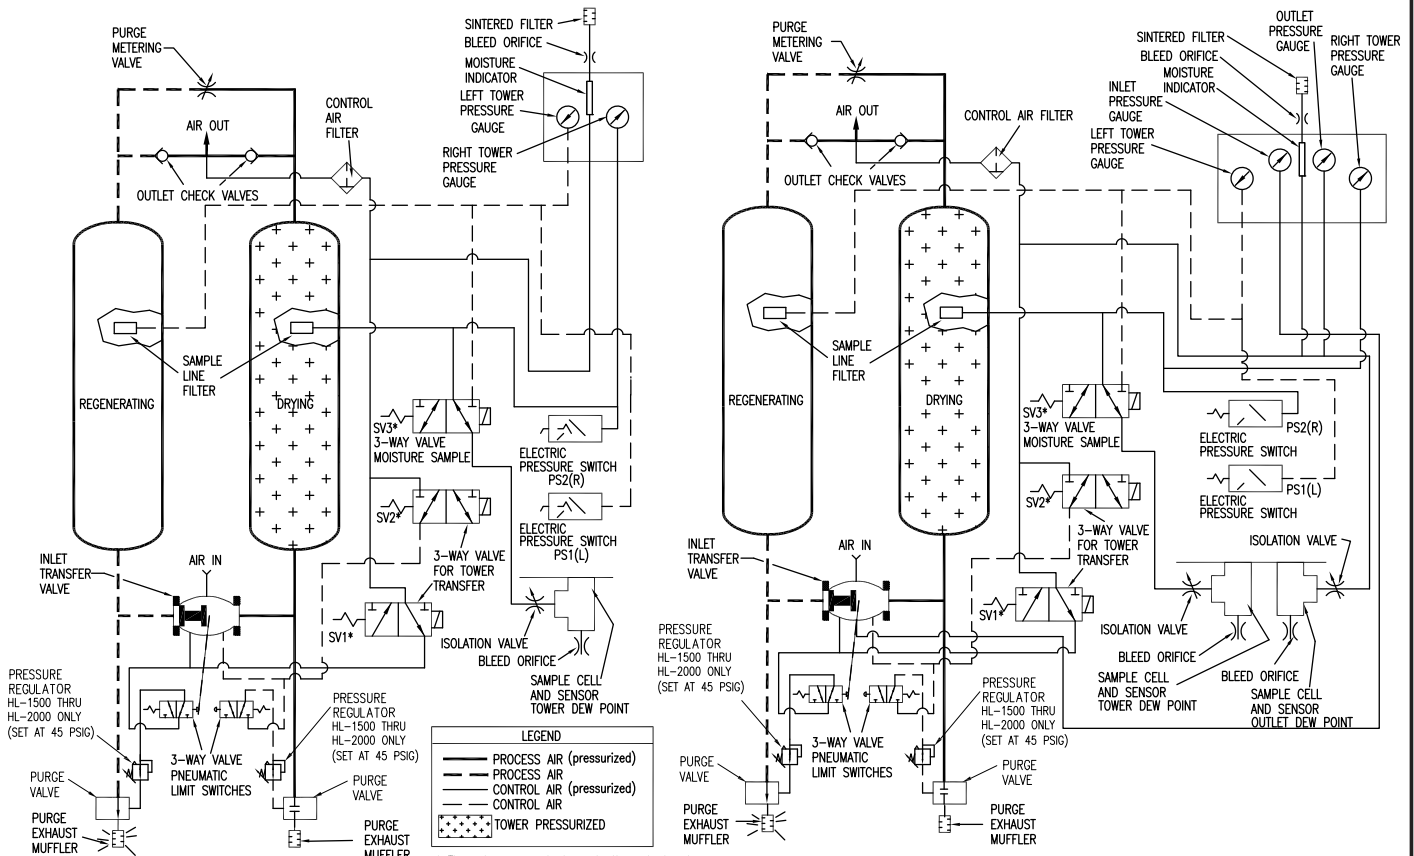 PURGE
METERING
VALVE
AIR OUT
CONTROL
AIR
FILTER
OUTLET CHECK VALVES
SINTERED FILTER
BLEED ORIFICE
MOISTURE
INDICATOR
LEFT TOWER
PRESSURE
GAUGE
RIGHT TOWER
PRESSURE
GAUGE
SAMPLE
LINE
FILTER
REGENERATING
DRYING
SV3*
3-WAY VALVE
MOISTURE SAMPLE
ELECTRIC
PRESSURE SWITCH
PS2(R)
SV2*
ELECTRIC
PRESSURE SWITCH
PS1(L)
3-WAY VALVE
FOR TOWER
TRANSFER
INLET
TRANSFER
VALVE
AIR IN
SV1*
ISOLATION VALVE
BLEED ORIFICE
SAMPLE CELL
AND SENSOR
TOWER DEW POINT
PRESSURE
REGULATOR
HL-1500 THRU
HL-2000 ONLY
(SET AT 45 PSIG)
PRESSURE
REGULATOR
HL-1500 THRU
HL-2000 ONLY
(SET AT 45 PSIG)
3-WAY VALVE
PNEUMATIC
LIMIT SWITCHES
PURGE
VALVE
PURGE
VALVE
PURGE
EXHAUST
MUFFLER
PURGE
EXHAUST
MUFFLER
LEGEND
PROCESS AIR (pressurized)
PROCESS AIR
CONTROL AIR (pressurized)
CONTROL AIR
TOWER PRESSURIZED
PURGE
METERING
VALVE
AIR OUT
CONTROL AIR FILTER
OUTLET CHECK VALVES
OUTLET
PRESSURE
GAUGE
SINTERED FILTER
BLEED ORIFICE
MOISTURE
INDICATOR
RIGHT TOWER
PRESSURE
GAUGE
INLET
PRESSURE
GAUGE
LEFT TOWER
PRESSURE
GAUGE
SAMPLE
LINE
FILTER
REGENERATING
DRYING
SV3*
3-WAY VALVE
MOISTURE SAMPLE
PS2(R)
ELECTRIC
PRESSURE SWITCH
SV2*
PS1(L)
ELECTRIC
PRESSURE SWITCH
3-WAY VALVE
FOR TOWER
TRANSFER
ISOLATION VALVE
INLET
TRANSFER
VALVE
AIR IN
SV1*
ISOLATION VALVE
BLEED ORIFICE
SAMPLE CELL
AND SENSOR
TOWER DEW POINT
BLEED ORIFICE
SAMPLE CELL
AND SENSOR
OUTLET DEW POINT
PRESSURE
REGULATOR
HL-1500 THRU
HL-2000 ONLY
(SET AT 45 PSIG)
PRESSURE
REGULATOR
HL-1500 THRU
HL-2000 ONLY
(SET AT 45 PSIG)
3-WAY VALVE
PNEUMATIC
LIMIT SWITCHES
PURGE
VALVE
PURGE
VALVE
PURGE
EXHAUST
MUFFLER
PURGE
EXHAUST
MUFFLER